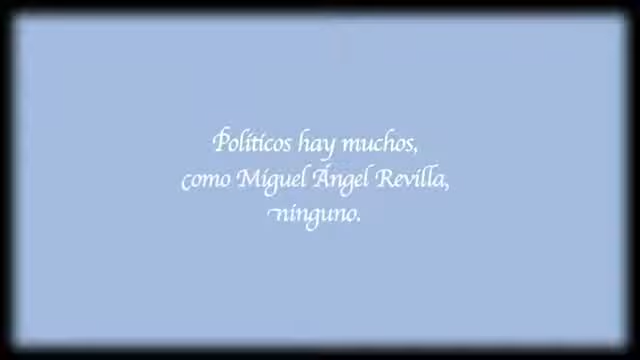 Políticos hay muchos,
como Miguel Ángel Revilla,
ninguno.